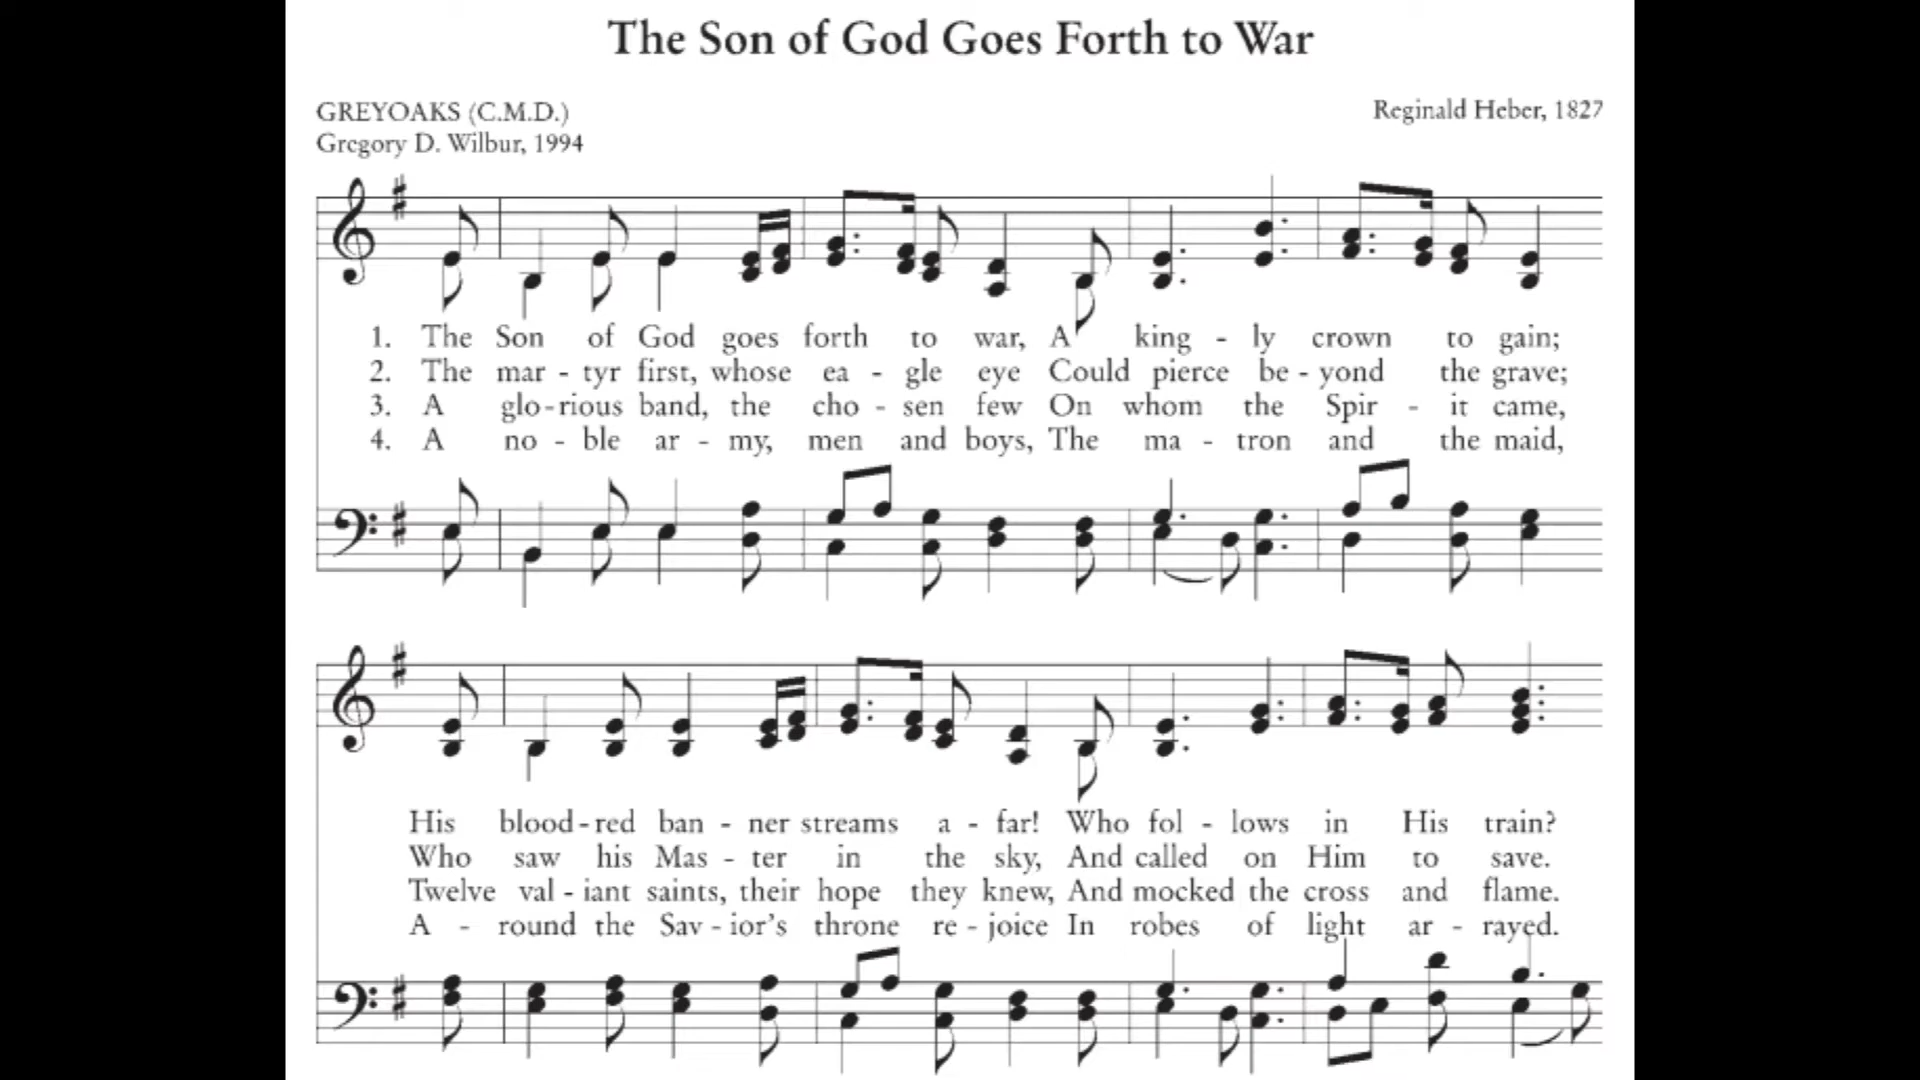 The Son of God Goes Forth to War
GREYOAKS (C.M.D.)
Gregory D. Wilbur, 1994
Reginald Heber, 1827
1. The Son of God goes forth to war, A king - ly crown to gain;
2. The mar - tyr first, whose ea - gle eye Could pierce be - yond the grave;
3. A glo - rious band, the cho - sen few On whom the Spir - it came,
4. A no - ble ar - my, men and boys, The ma - tron and the maid,
His blood - red ban - ner streams a - far! Who fol - lows in His train?
Who saw his Mas - ter in the sky, And called on Him to save.
Twelve val - iant saints, their hope they knew, And mocked the cross and flame.
A - round the Sav - ior's throne re - joice In robes of light ar - rayed.